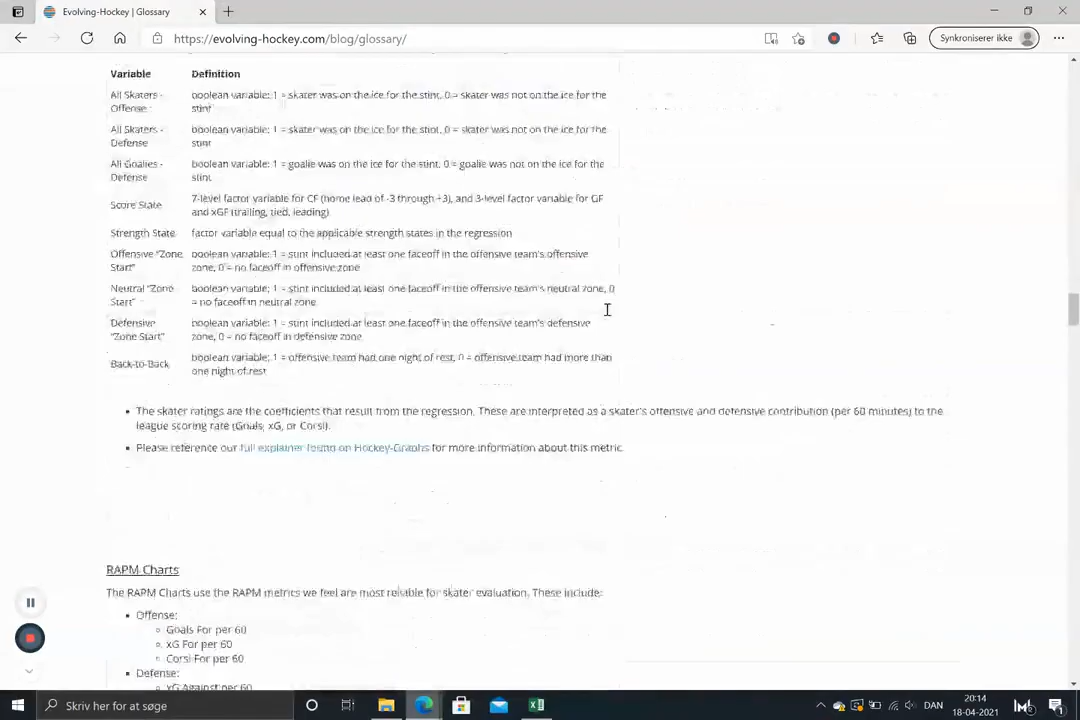 Evolving-Hockey | Glossary
https://evolving-hockey.com/blog/glossary/
Synkroniserer ikke
Variable Definition
All Skaters - Offense boolean variable: 1 = skater was on the ice for the stint, 0 = skater was not on the ice for the
stint
All Skaters - Defense boolean variable: 1 = skater was on the ice for the stint, 0 = skater was not on the ice for the
stint
All Goalies - Defense boolean variable: 1 = goalie was on the ice for the stint, 0 = goalie was not on the ice for the
stint
Score State 7-level factor variable for CF (home lead of -3 through +3), and 3-level factor variable for GF
and xGF (trailing, tied, leading)
Strength State factor variable equal to the applicable strength states in the regression
Offensive "Zone Start" boolean variable: 1 = stint included at least one faceoff in the offensive team's offensive
zone, 0 = no faceoff in offensive zone
Neutral "Zone Start" boolean variable: 1 = stint included at least one faceoff in the offensive team's neutral zone, 0
= no faceoff in neutral zone
Defensive "Zone Start" boolean variable: 1 = stint included at least one faceoff in the offensive team's defensive
zone, 0 = no faceoff in defensive zone
Back-to-Back boolean variable: 1 = offensive team had one night of rest, 0 = offensive team had more than
one night of rest
• The skater ratings are the coefficients that result from the regression. These are interpreted as a skater's offensive and defensive contribution (per 60 minutes) to the
league scoring rate (Goals, xG, or Corsi).
• Please reference our full explainer found on Hockey-Graphs for more information about this metric.
RAPM Charts
The RAPM Charts use the RAPM metrics we feel are most reliable for skater evaluation. These include:
• Offense:
Goals For per 60
xG For per 60
Corsi For per 60
• Defense:
xG Against per 60
Skriv her for at søge
DAN
20:14
18-04-2021